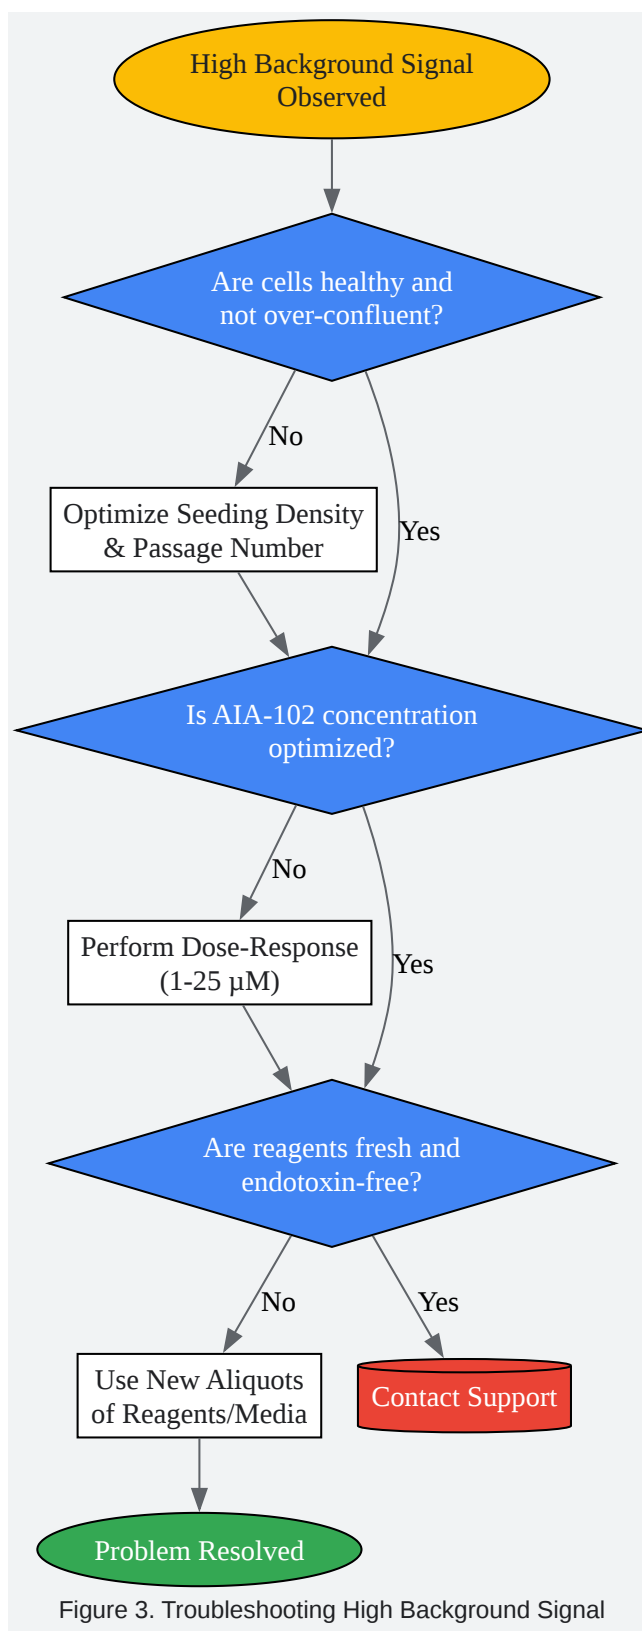 High Background Signal
Observed
Are cells healthy and
not over-confluent?
No
Optimize Seeding Density
& Passage Number
Yes
Is AIA-102 concentration
optimized?
No
Perform Dose-Response
(1-25 µM)
Yes
Are reagents fresh and
endotoxin-free?
No
Yes
Use New Aliquots
of Reagents/Media
Contact Support
Problem Resolved
Figure 3. Troubleshooting High Background Signal